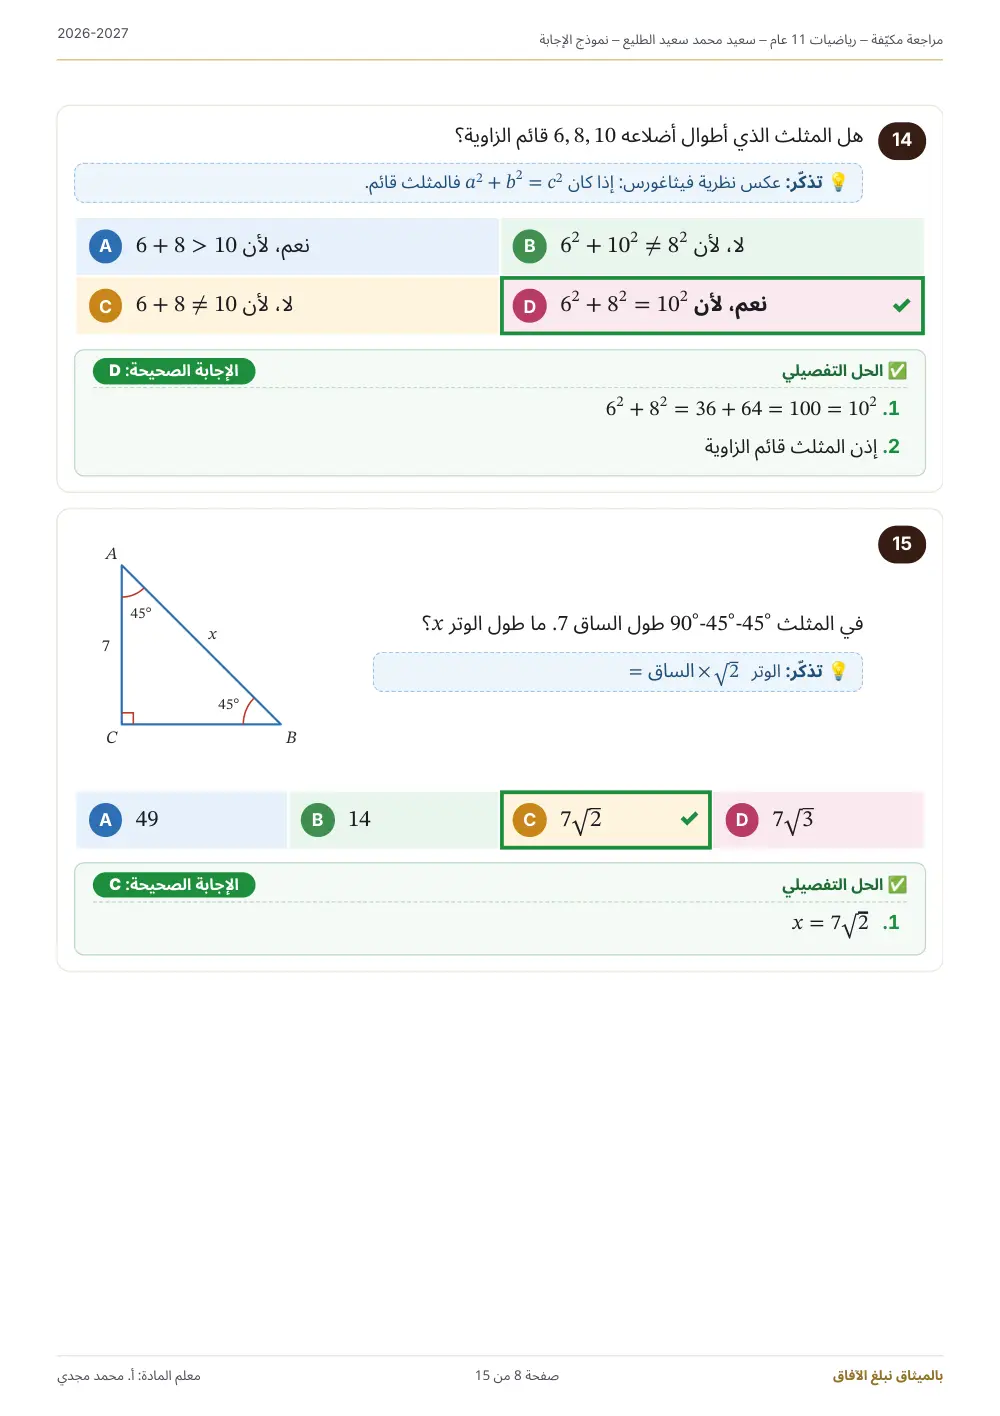 مراجعة مكيّفة – رياضيات 11 عام – سعيد محمد سعيد الطليع – نموذج الإجابة
2026-2027
14
هل المثلث الذي أطوال أضلاعه 6, 8, 10 قائم الزاوية؟
💡 تذكّر: عكس نظرية فيثاغورس: إذا كان a² + b² = c² فالمثلث قائم.
A نعم، لأن 6 + 8 > 10
B لا، لأن 6² + 10² ≠ 8²
C لا، لأن 6 + 8 ≠ 10
D نعم، لأن 6² + 8² = 10² ✔
✅ الحل التفصيلي
الإجابة الصحيحة: D
1. 6² + 8² = 36 + 64 = 100 = 10²
2. إذن المثلث قائم الزاوية
15
في المثلث 45°-45°-90° طول الساق 7. ما طول الوتر x؟
💡 تذكّر: الوتر √2 × الساق =
A
45°
7
x
45°
C
B
A 49
B 14
C 7√2 ✔
D 7√3
✅ الحل التفصيلي
الإجابة الصحيحة: C
1. x = 7√2
بالميثاق نبلغ الآفاق
صفحة 8 من 15
معلم المادة: أ. محمد مجدي